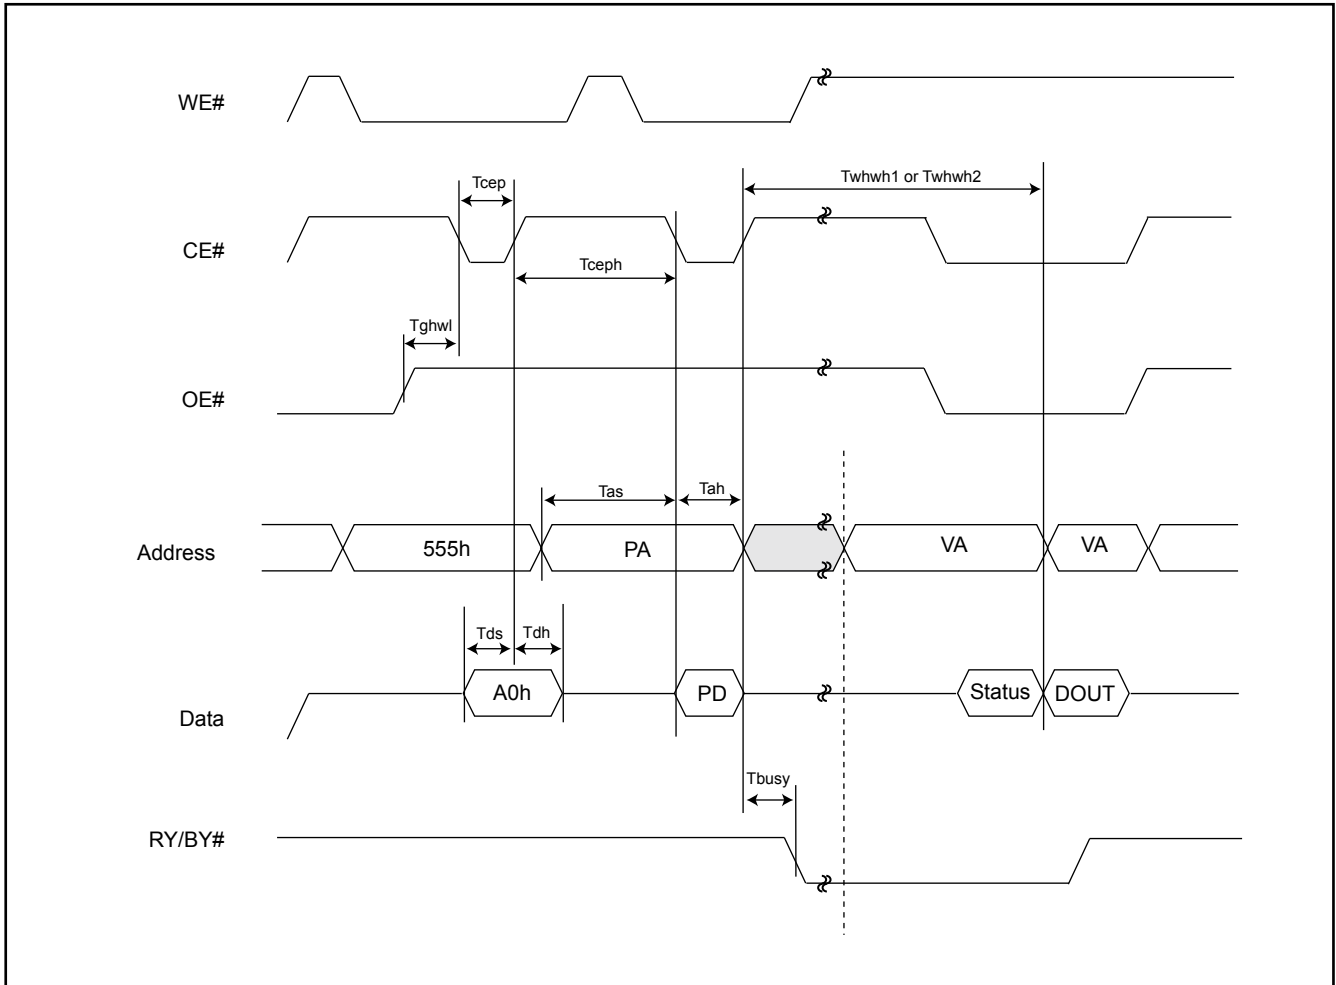 WE#
Tcep
Twhwh1 or Twhwh2
CE#
Tceph
Tghwl
OE#
Tas
Tah
Address
555h
PA
VA
VA
Tds
Tdh
Data
A0h
PD
Status
DOUT
Tbusy
RY/BY#